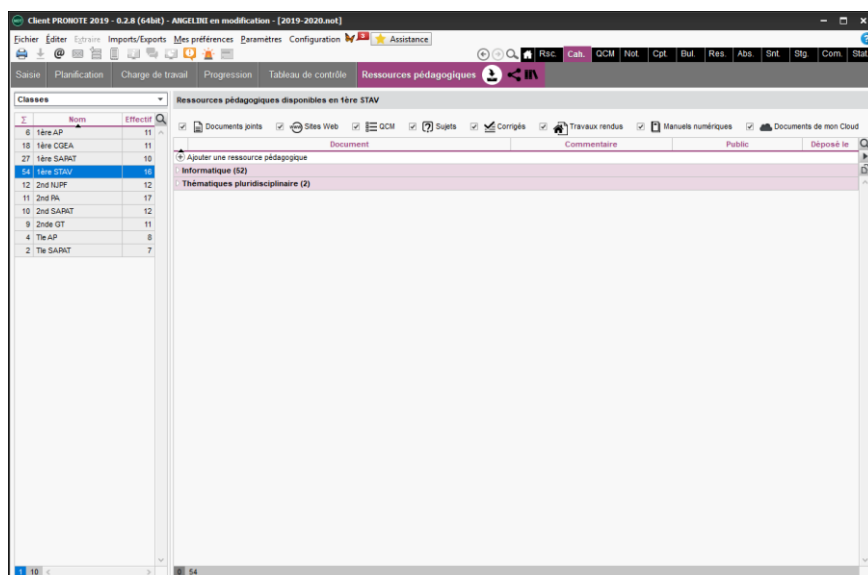 Client PRONOTE 2019 - 0.2.8 (64bit) - ANGELINI en modification - [2019-2020.not]
Fichier Éditer Extraire Imports/Exports Mes préférences Paramètres Configuration Assistance
Rsc. Cah. QCM Not. Cpt. Bul. Res. Abs. Snt. Stg. Com. Stat
Saisie Planification Charge de travail Progression Tableau de contrôle Ressources pédagogiques
Classes
Ressources pédagogiques disponibles en 1ère STAV
Σ Nom Effectif
6 1ère AP 11
18 1ère CGEA 11
27 1ère SAPAT 10
54 1ère STAV 16
12 2nd NJPF 12
11 2nd PA 17
10 2nd SAPAT 12
9 2nde GT 11
4 Tle AP 8
2 Tle SAPAT 7
Documents joints Sites Web QCM Sujets Corrigés Travaux rendus Manuels numériques Documents de mon Cloud
Document Commentaire Public Déposé le
Ajouter une ressource pédagogique
Informatique (52)
Thématiques pluridisciplinaire (2)
1 10
0 54